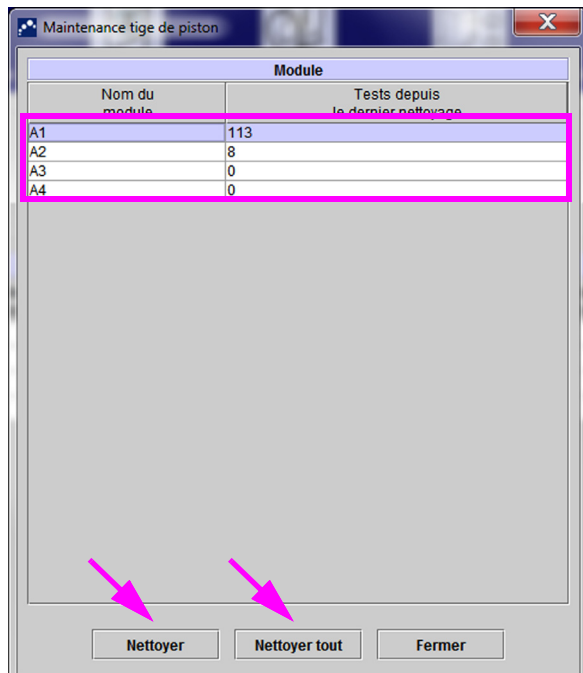 Maintenance tige de piston
Module
Nom du
module
Tests depuis
le dernier nettoyage
A1 113
A2 8
A3 0
A4 0
Nettoyer Nettoyer tout Fermer